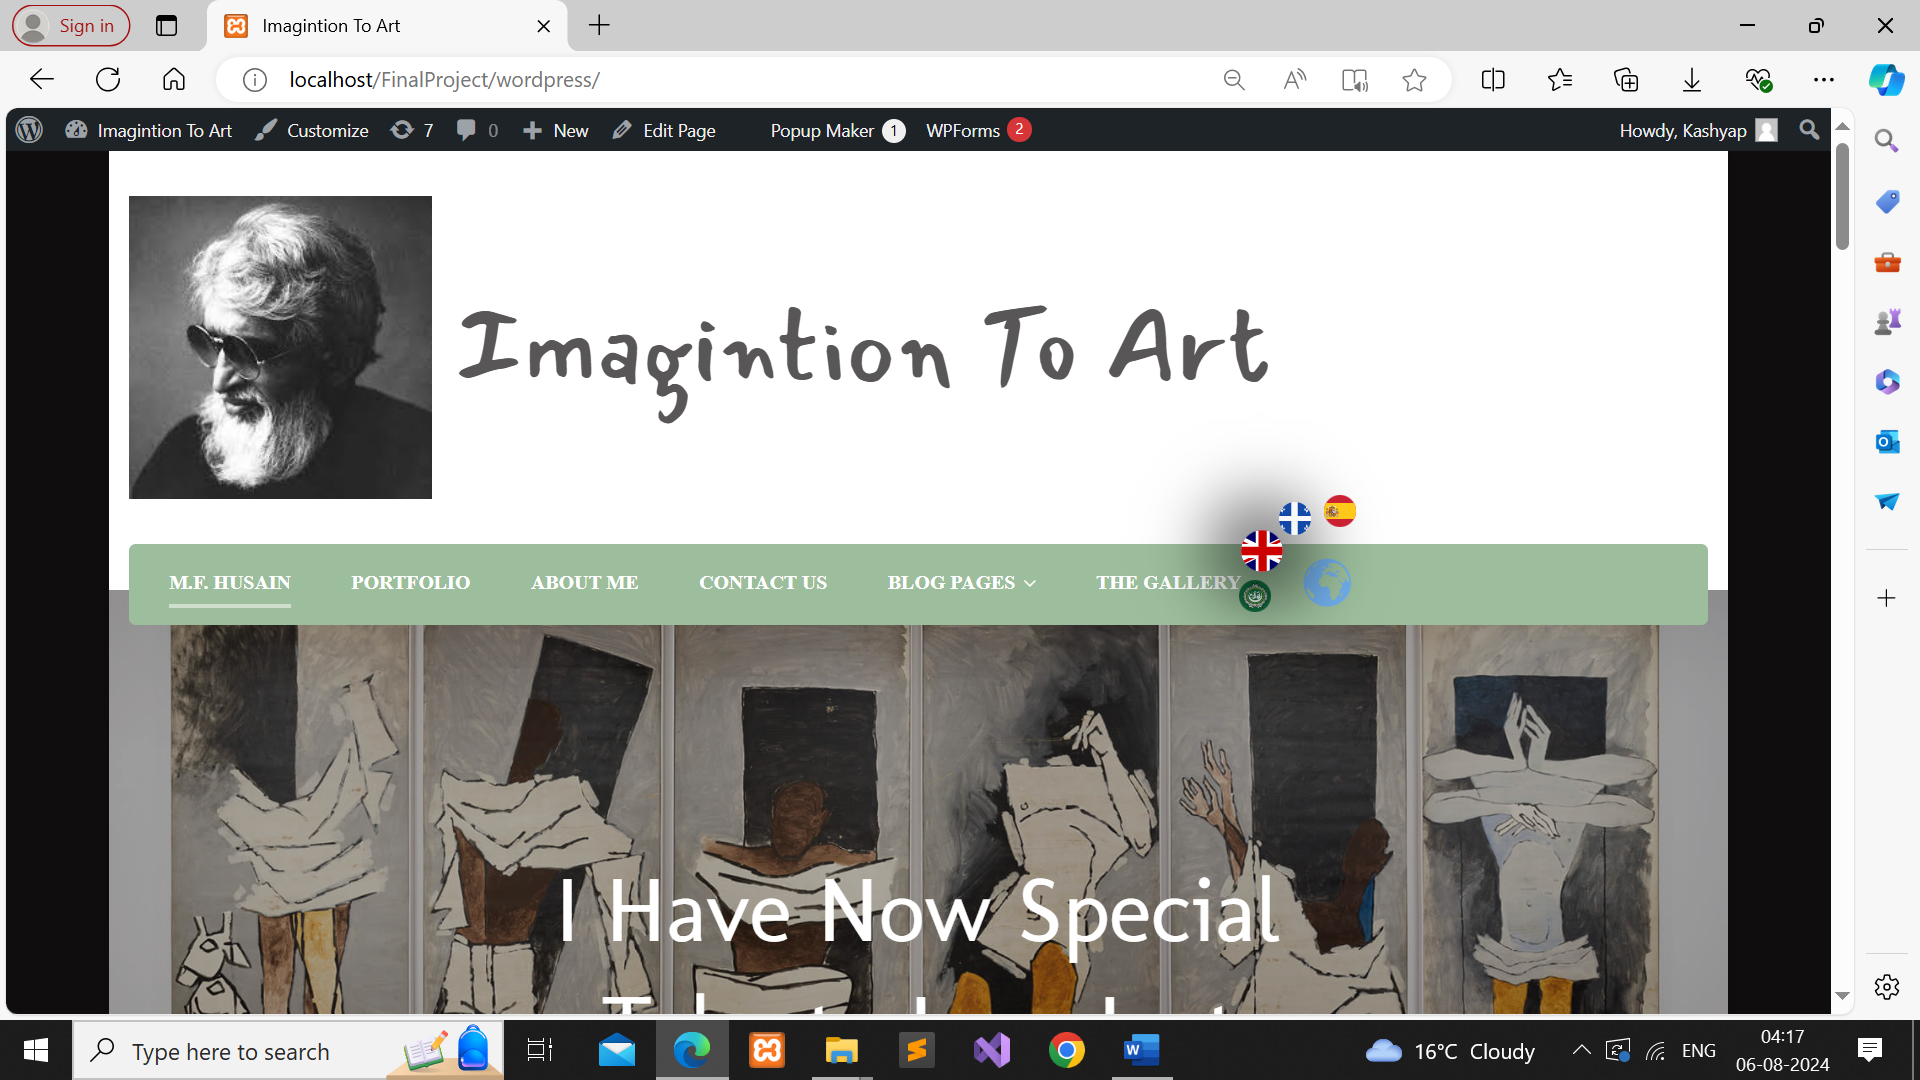 Sign in
Imagintion To Art
localhost/FinalProject/wordpress/
Imagintion To Art Customize 7 0 New Edit Page Popup Maker 1 WPForms 2 Howdy, Kashyap
Imagintion To Art
M.F. HUSAIN PORTFOLIO ABOUT ME CONTACT US BLOG PAGES THE GALLERY
I Have Now Special
Type here to search
16°C Cloudy
ENG
04:17
06-08-2024